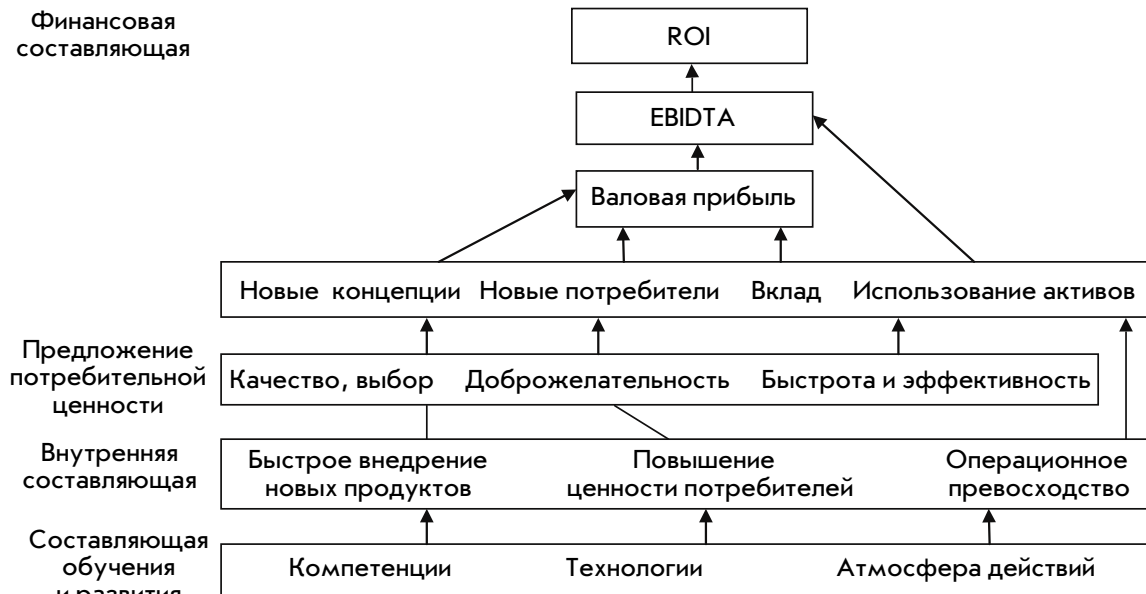 Финансовая
составляющая
ROI
EBIDTA
Валовая прибыль
Новые концепции Новые потребители Вклад Использование активов
Предложение
потребительной
ценности
Качество, выбор Доброжелательность Быстрота и эффективность
Внутренняя
составляющая
Быстрое внедрение
новых продуктов
Повышение
ценности потребителей
Операционное
превосходство
Составляющая
обучения
и развития
Компетенции Технологии Атмосфера действий